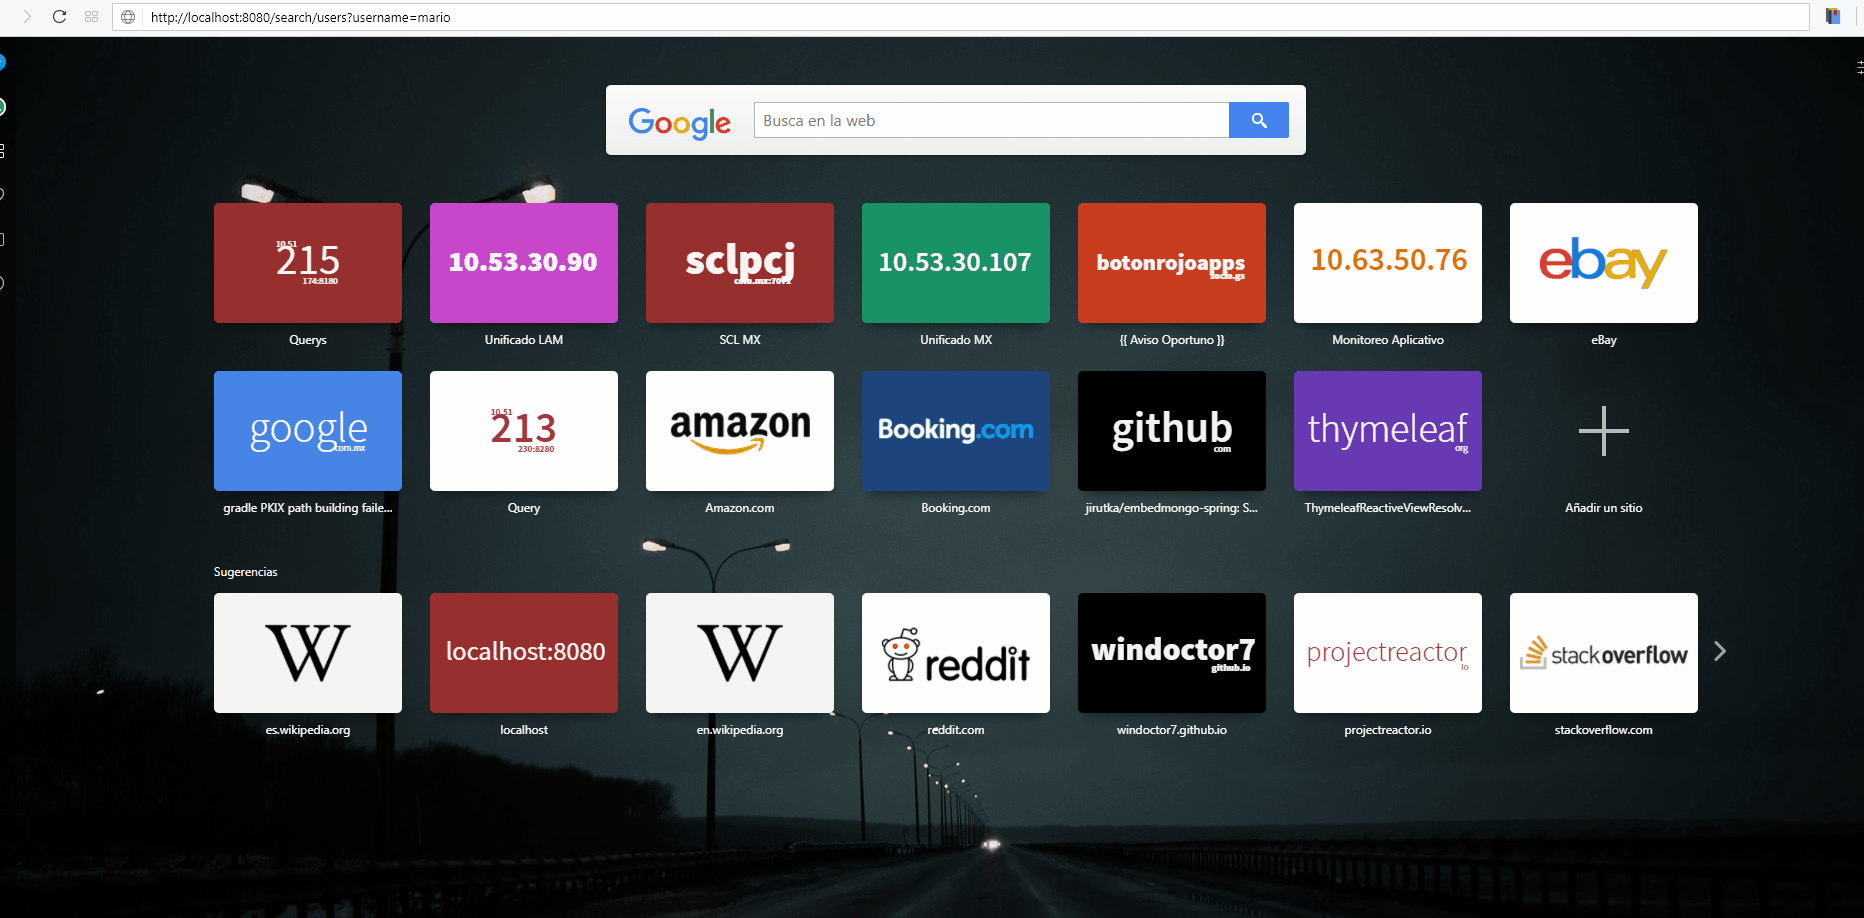 http://localhost:8080/search/users?username=mario
Google
Busca en la web
10.51
215
174:8180
Querys
10.53.30.90
Unificado LAM
sclpcj
com.mx:7071
SCL MX
10.53.30.107
Unificado MX
botonrojoapps
socio.gs
{{ Aviso Oportuno }}
10.63.50.76
Monitoreo Aplicativo
ebay
eBay
google
com.mx
gradle PKIX path building faile...
10.51
213
230:8280
Query
amazon
Amazon.com
Booking.com
Booking.com
github
com
jirutka/embedmongo-spring: S...
thymeleaf
org
ThymeleafReactiveViewResolv...
Añadir un sitio
Sugerencias
W
es.wikipedia.org
localhost:8080
localhost
W
en.wikipedia.org
reddit
reddit.com
windoctor7
github.io
windoctor7.github.io
projectreactor
io
projectreactor.io
stackoverflow
stackoverflow.com